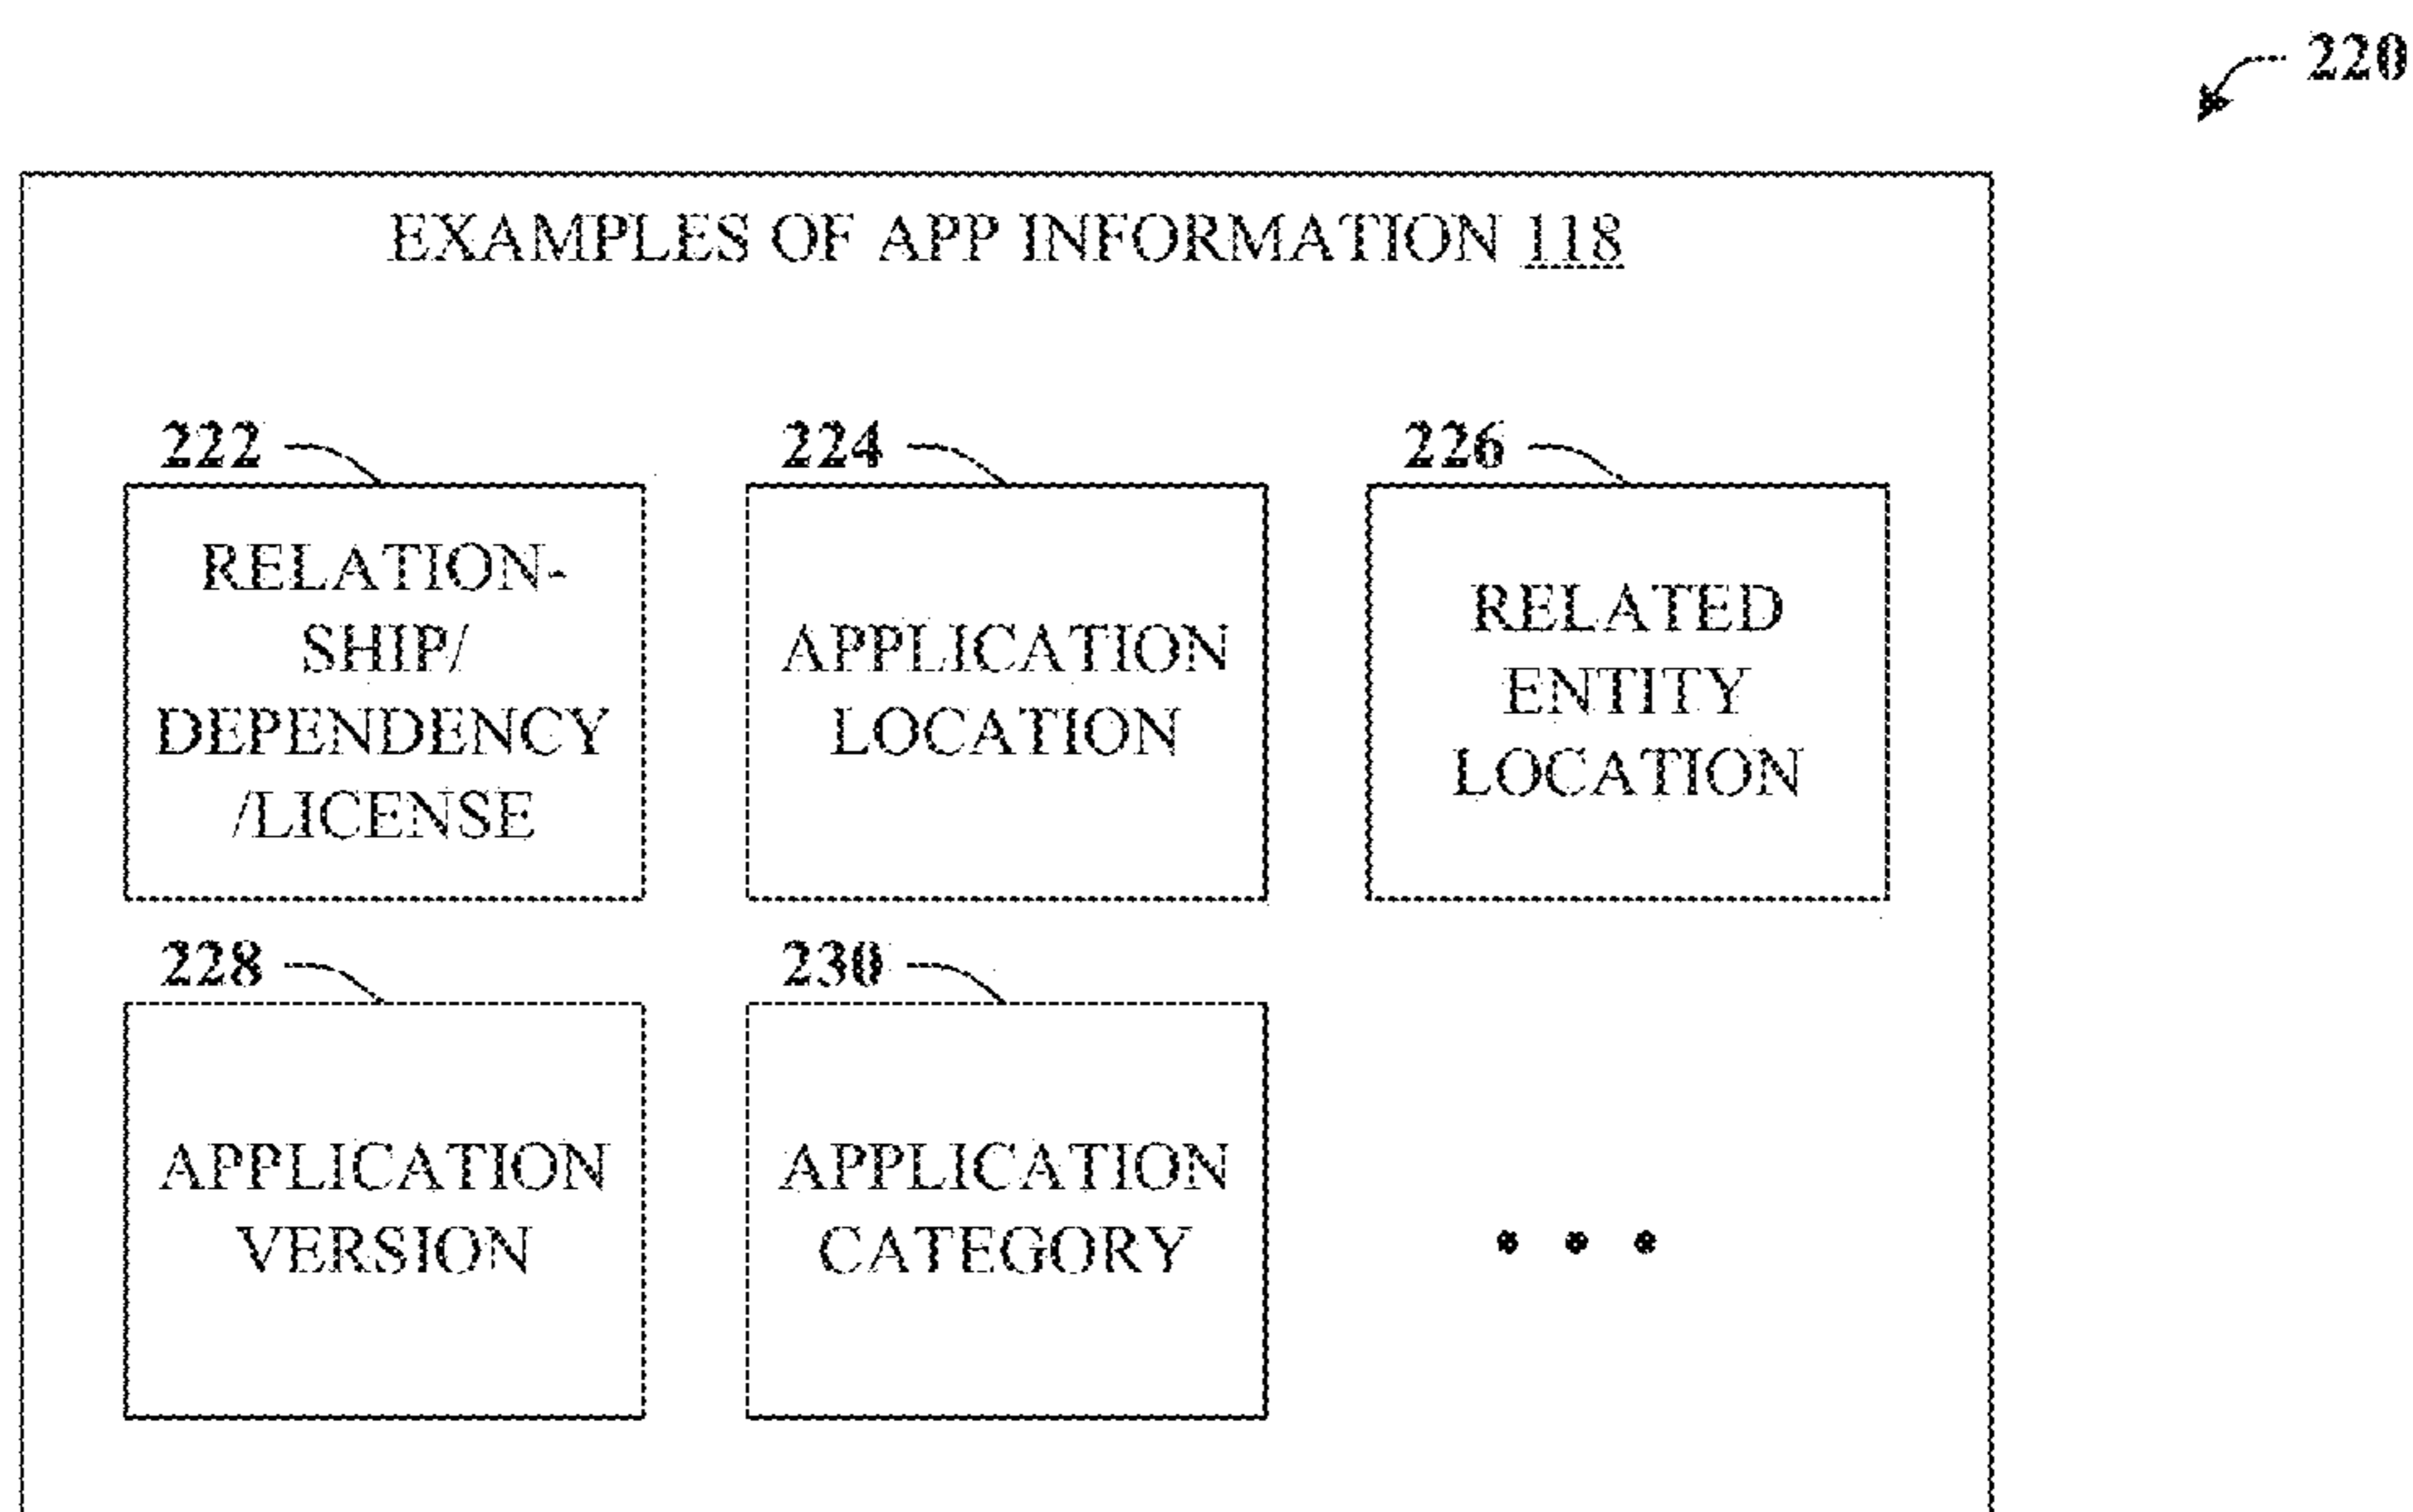 220
EXAMPLES OF APP INFORMATION 118
222
224
226
RELATION-
SHIP/
DEPENDENCY
/LICENSE
APPLICATION
LOCATION
RELATED
ENTITY
LOCATION
228
230
APPLICATION
VERSION
APPLICATION
CATEGORY